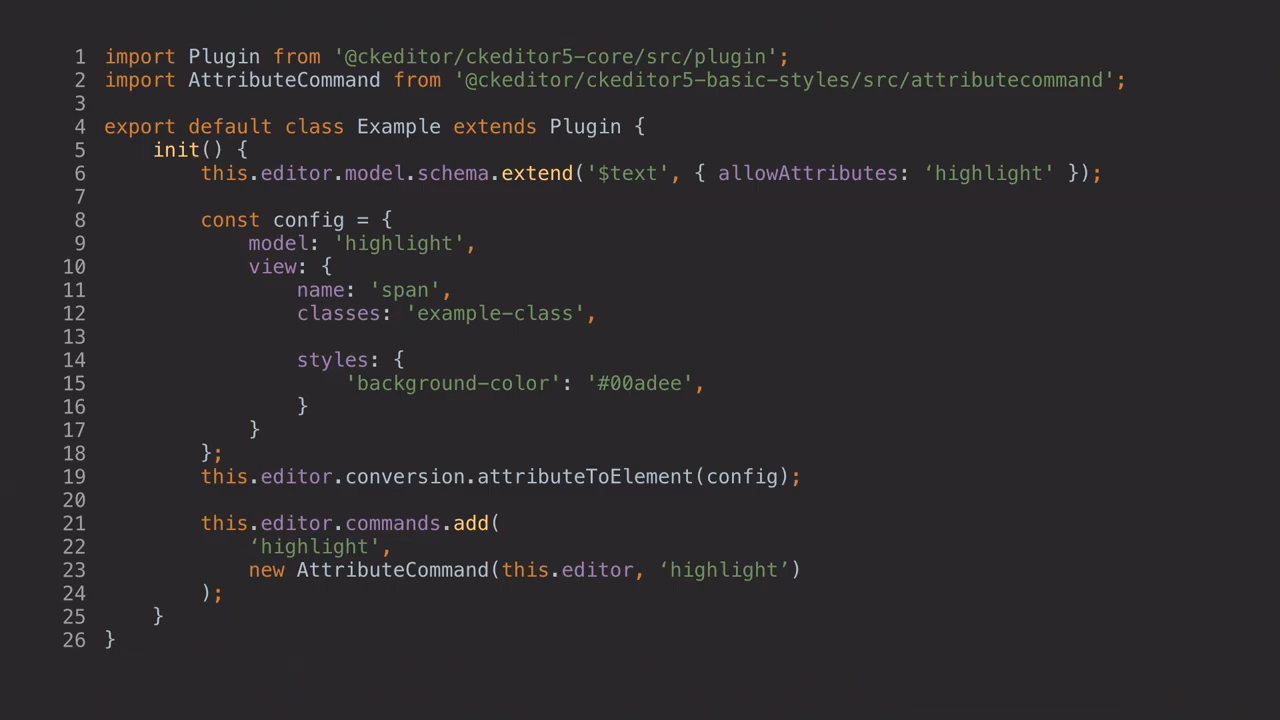 1 import Plugin from '@ckeditor/ckeditor5-core/src/plugin';
2 import AttributeCommand from '@ckeditor/ckeditor5-basic-styles/src/attributecommand';
3
4 export default class Example extends Plugin {
5     init() {
6         this.editor.model.schema.extend('$text', { allowAttributes: ‘highlight' });
7
8         const config = {
9             model: 'highlight',
10             view: {
11                 name: 'span',
12                 classes: 'example-class',
13
14                 styles: {
15                     'background-color': '#00adee',
16                 }
17             }
18         };
19         this.editor.conversion.attributeToElement(config);
20
21         this.editor.commands.add(
22             ‘highlight',
23             new AttributeCommand(this.editor, ‘highlight’)
24         );
25     }
26 }